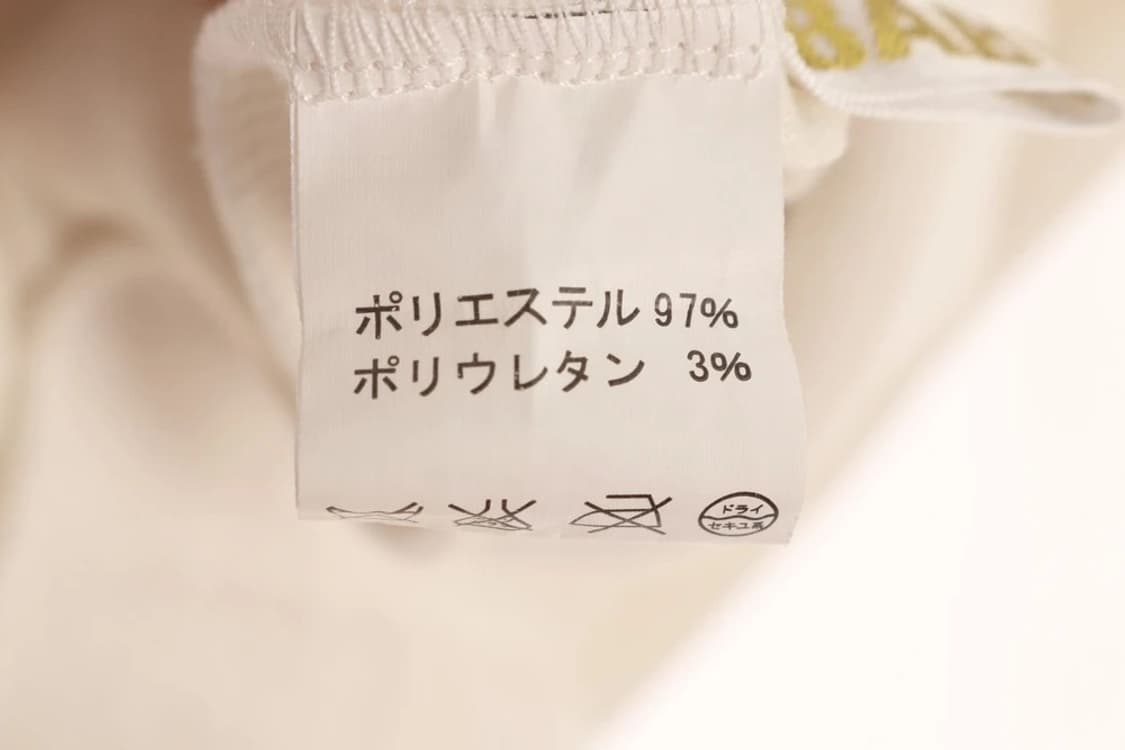 ポリエステル 97%
ポリウレタン 3%
ドライ
セキユ系